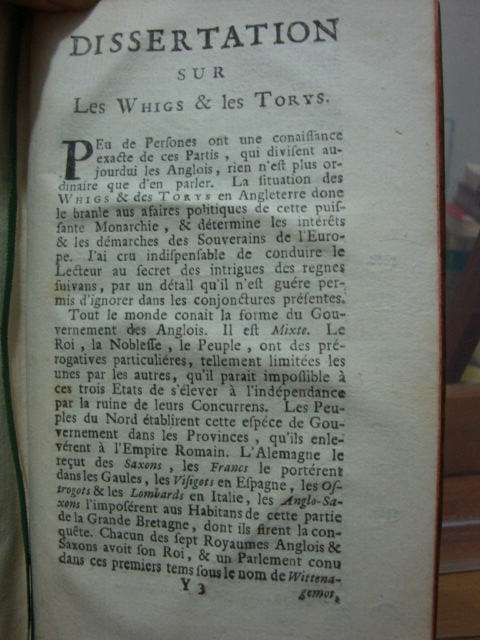 DISSERTATION
SUR
Les WHIGS & les TORYS.
PEu de Perſones ont une conaiſſance
exacte de ces Partis, qui diviſent au-
jourdui les Anglois, rien n'eſt plus or-
dinaire que d'en parler. La ſituation des
WHIGS & des TORYS en Angleterre done
le branle aus afaires politiques de cette puiſ-
ſante Monarchie, & détermine les intérêts
& les démarches des Souverains de l'Euro-
pe. J'ai cru indiſpenſable de conduire le
Lecteur au ſecret des intrigues des regnes
ſuivans, par un détail qu'il n'eſt guére per-
mis d'ignorer dans les conjonctures préſentes.
Tout le monde conait la forme du Gou-
vernement des Anglois. Il eſt Mixte. Le
Roi, la Nobleſſe, le Peuple, ont des pré-
rogatives particuliéres, tellement limitées les
unes par les autres, qu'il parait impoſſible à
ces trois Etats de s'élever à l'indépendance
par la ruine de leurs Concurrens. Les Peu-
ples du Nord établirent cette eſpéce de Gou-
vernement dans les Provinces, qu'ils enle-
vérent à l'Empire Romain. L'Alemagne le
reçut des Saxons, les Francs le portérent
dans les Gaules, les Viſigots en Eſpagne, les Oſ-
trogots & les Lombards en Italie, les Anglo-Sa-
xons l'impoſérent aus Habitans de cette partie
de la Grande Bretagne, dont ils firent la con-
quête. Chacun des ſept Royaumes Anglois &
Saxons avoit ſon Roi, & un Parlement conu
dans ces premiers tems ſous le nom de Wittena-
Y 3
gemot,